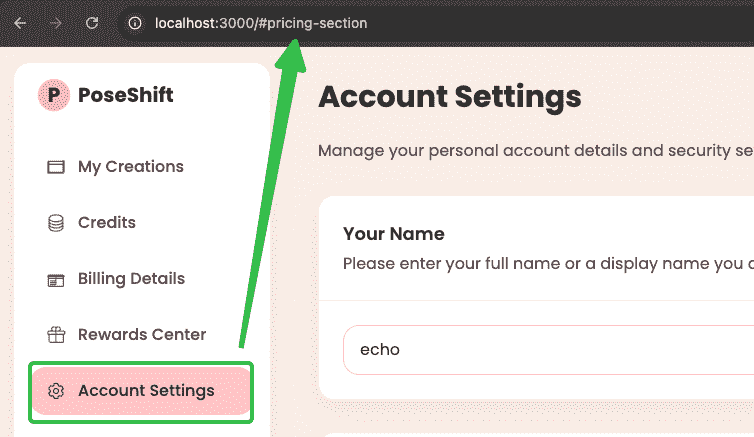 localhost:3000/#pricing-section
P PoseShift
My Creations
Credits
Billing Details
Rewards Center
Account Settings
Account Settings
Manage your personal account details and security se
Your Name
Please enter your full name or a display name you
echo